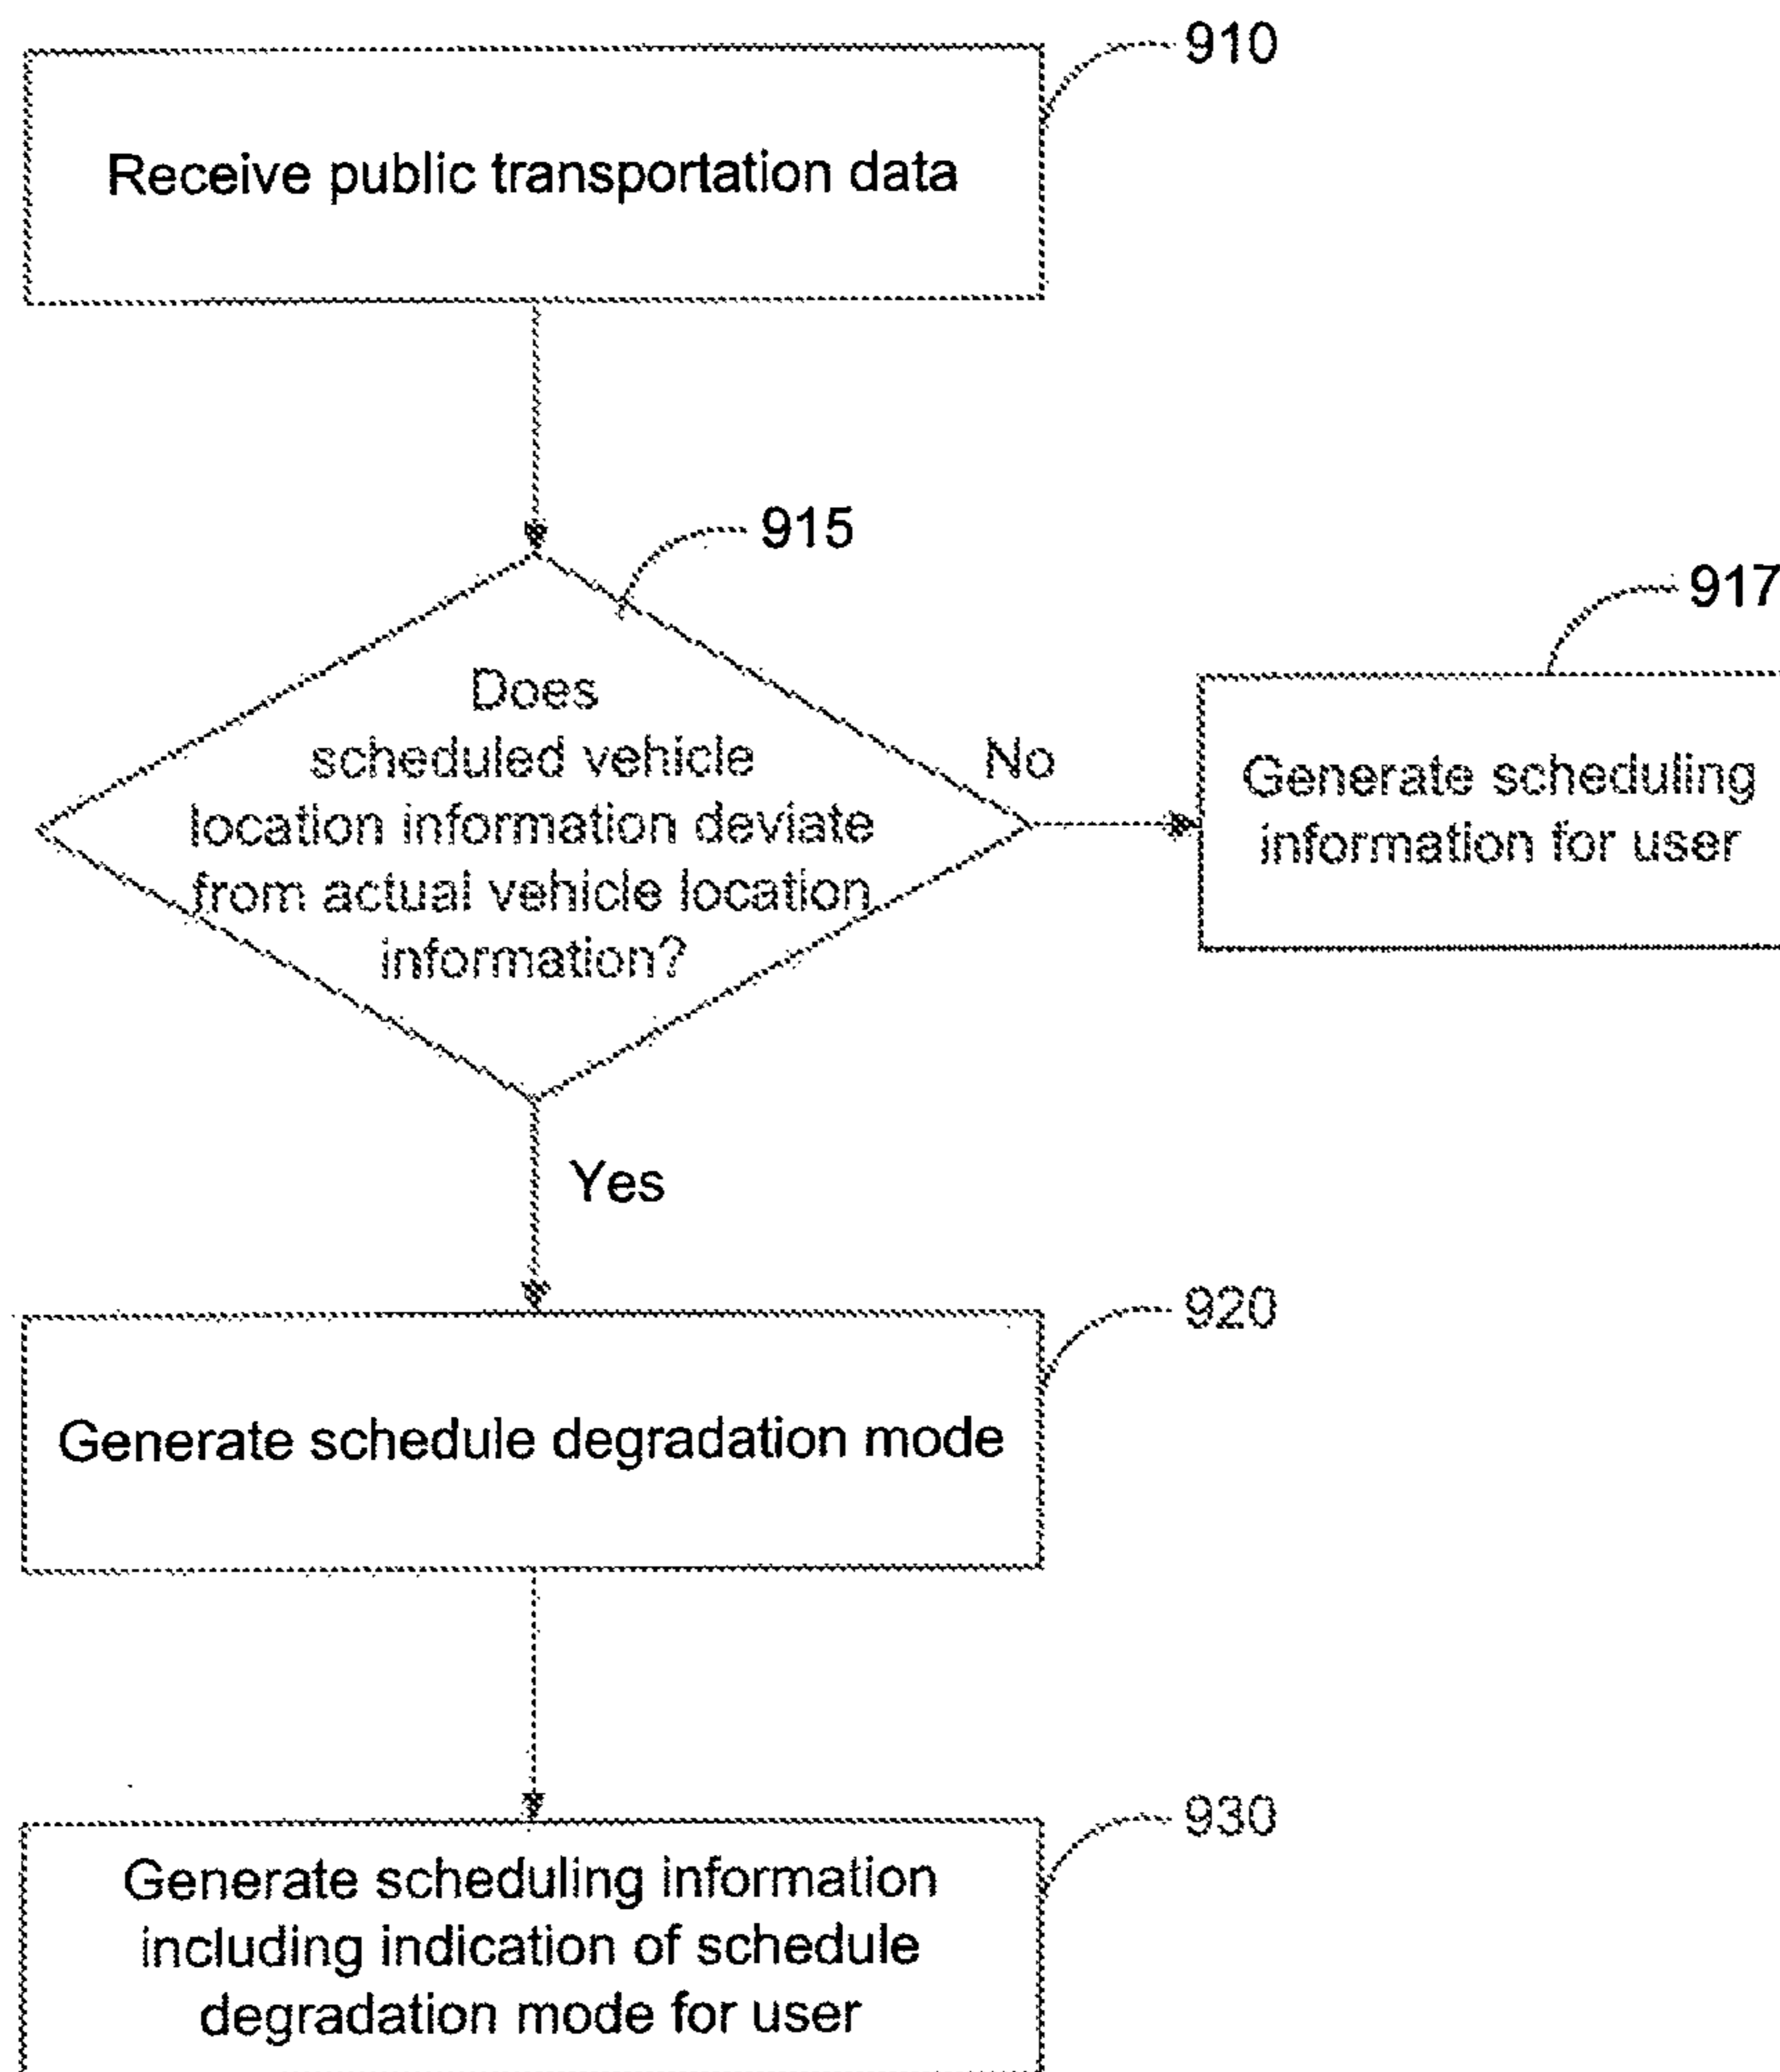 910
Receive public transportation data
915
Does
scheduled vehicle
location information deviate
from actual vehicle location
information?
No
917
Generate scheduling
information for user
Yes
920
Generate schedule degradation mode
930
Generate scheduling information
including indication of schedule
degradation mode for user